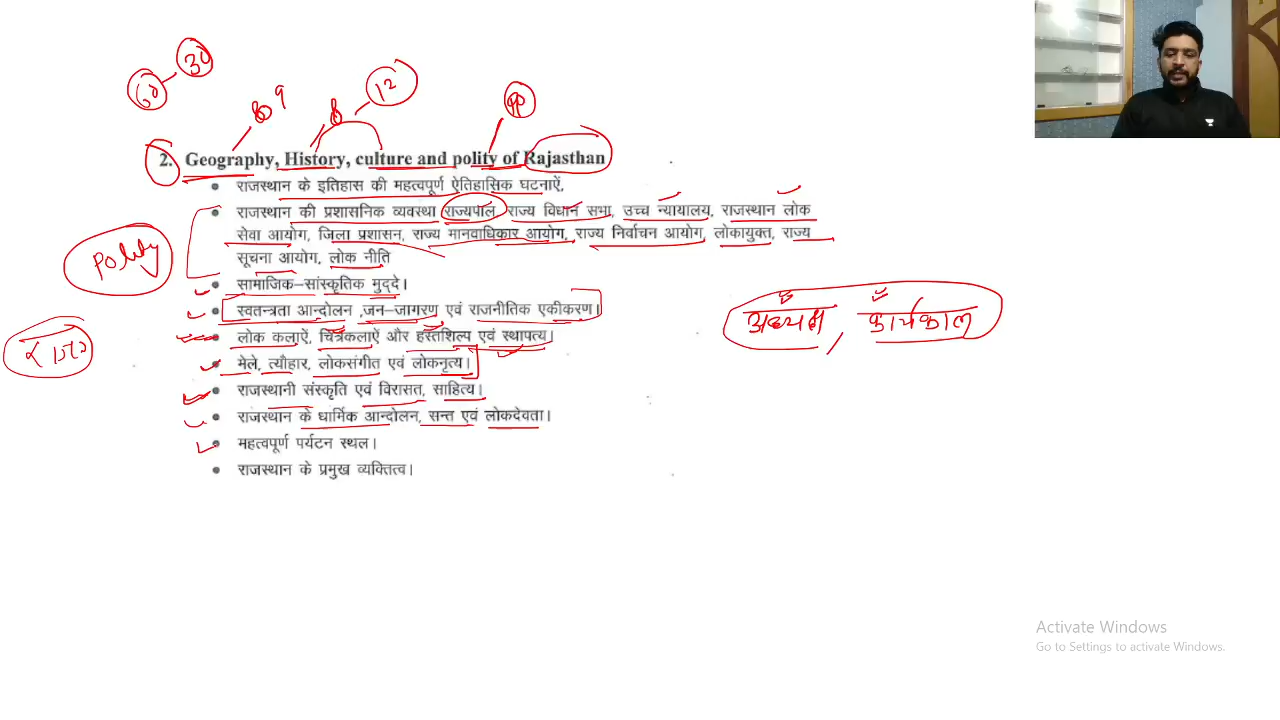 30
60
12
2. Geography, History, culture and polity of Rajasthan
राजस्थान के इतिहास की महत्वपूर्ण ऐतिहासिक घटनाऐं,
राजस्थान की प्रशासनिक व्यवस्था राज्यपाल, राज्य विधान सभा, उच्च न्यायालय, राजस्थान लोक
सेवा आयोग, जिला प्रशासन, राज्य मानवाधिकार आयोग, राज्य निर्वाचन आयोग, लोकायुक्त, राज्य
सूचना आयोग, लोक नीति
Polity
सामाजिक–सांस्कृतिक मुद्दे।
स्वतन्त्रता आन्दोलन ,जन–जागरण एवं राजनीतिक एकीकरण।
अध्यक्ष, कार्यकाल
लोक कलाऐं, चित्रकलाऐं और हस्तशिल्प एवं स्थापत्य।
मेले, त्यौहार, लोकसंगीत एवं लोकनृत्य।
राजस्थानी संस्कृति एवं विरासत, साहित्य।
राजस्थान के धार्मिक आन्दोलन, सन्त एवं लोकदेवता।
महत्वपूर्ण पर्यटन स्थल।
राजस्थान के प्रमुख व्यक्तित्व।
Activate Windows
Go to Settings to activate Windows.